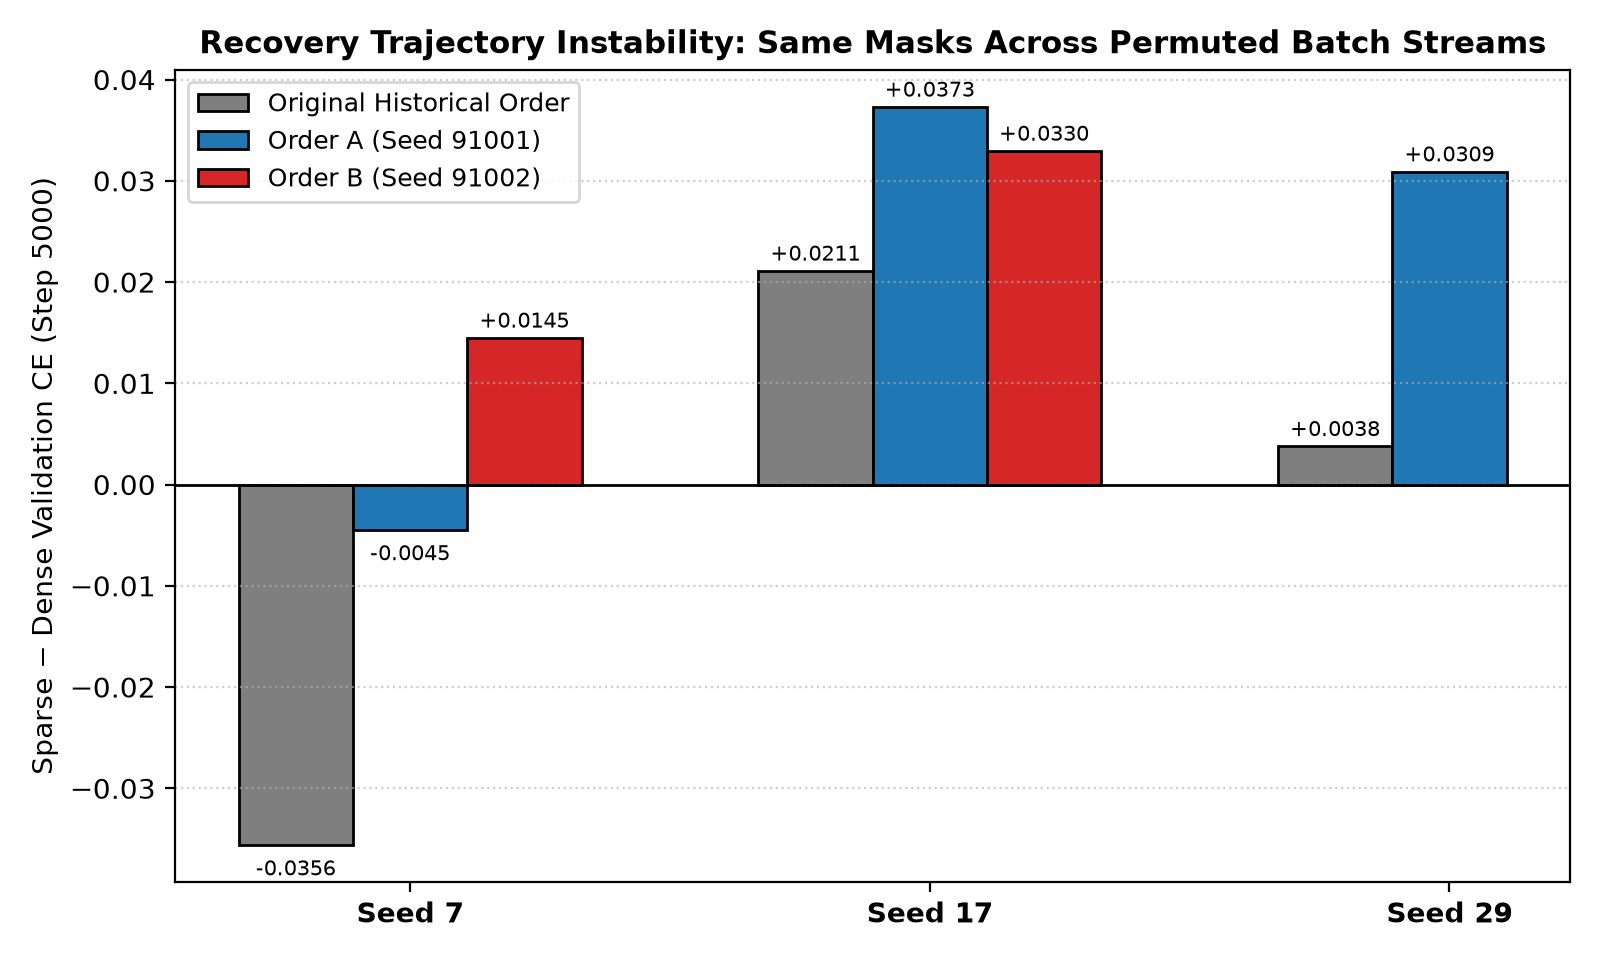 Recovery Trajectory Instability: Same Masks Across Permuted Batch Streams
Sparse − Dense Validation CE (Step 5000)
0.04
0.03
0.02
0.01
0.00
−0.01
−0.02
−0.03
Original Historical Order
Order A (Seed 91001)
Order B (Seed 91002)
-0.0356
-0.0045
+0.0145
+0.0211
+0.0373
+0.0330
+0.0038
+0.0309
Seed 7
Seed 17
Seed 29